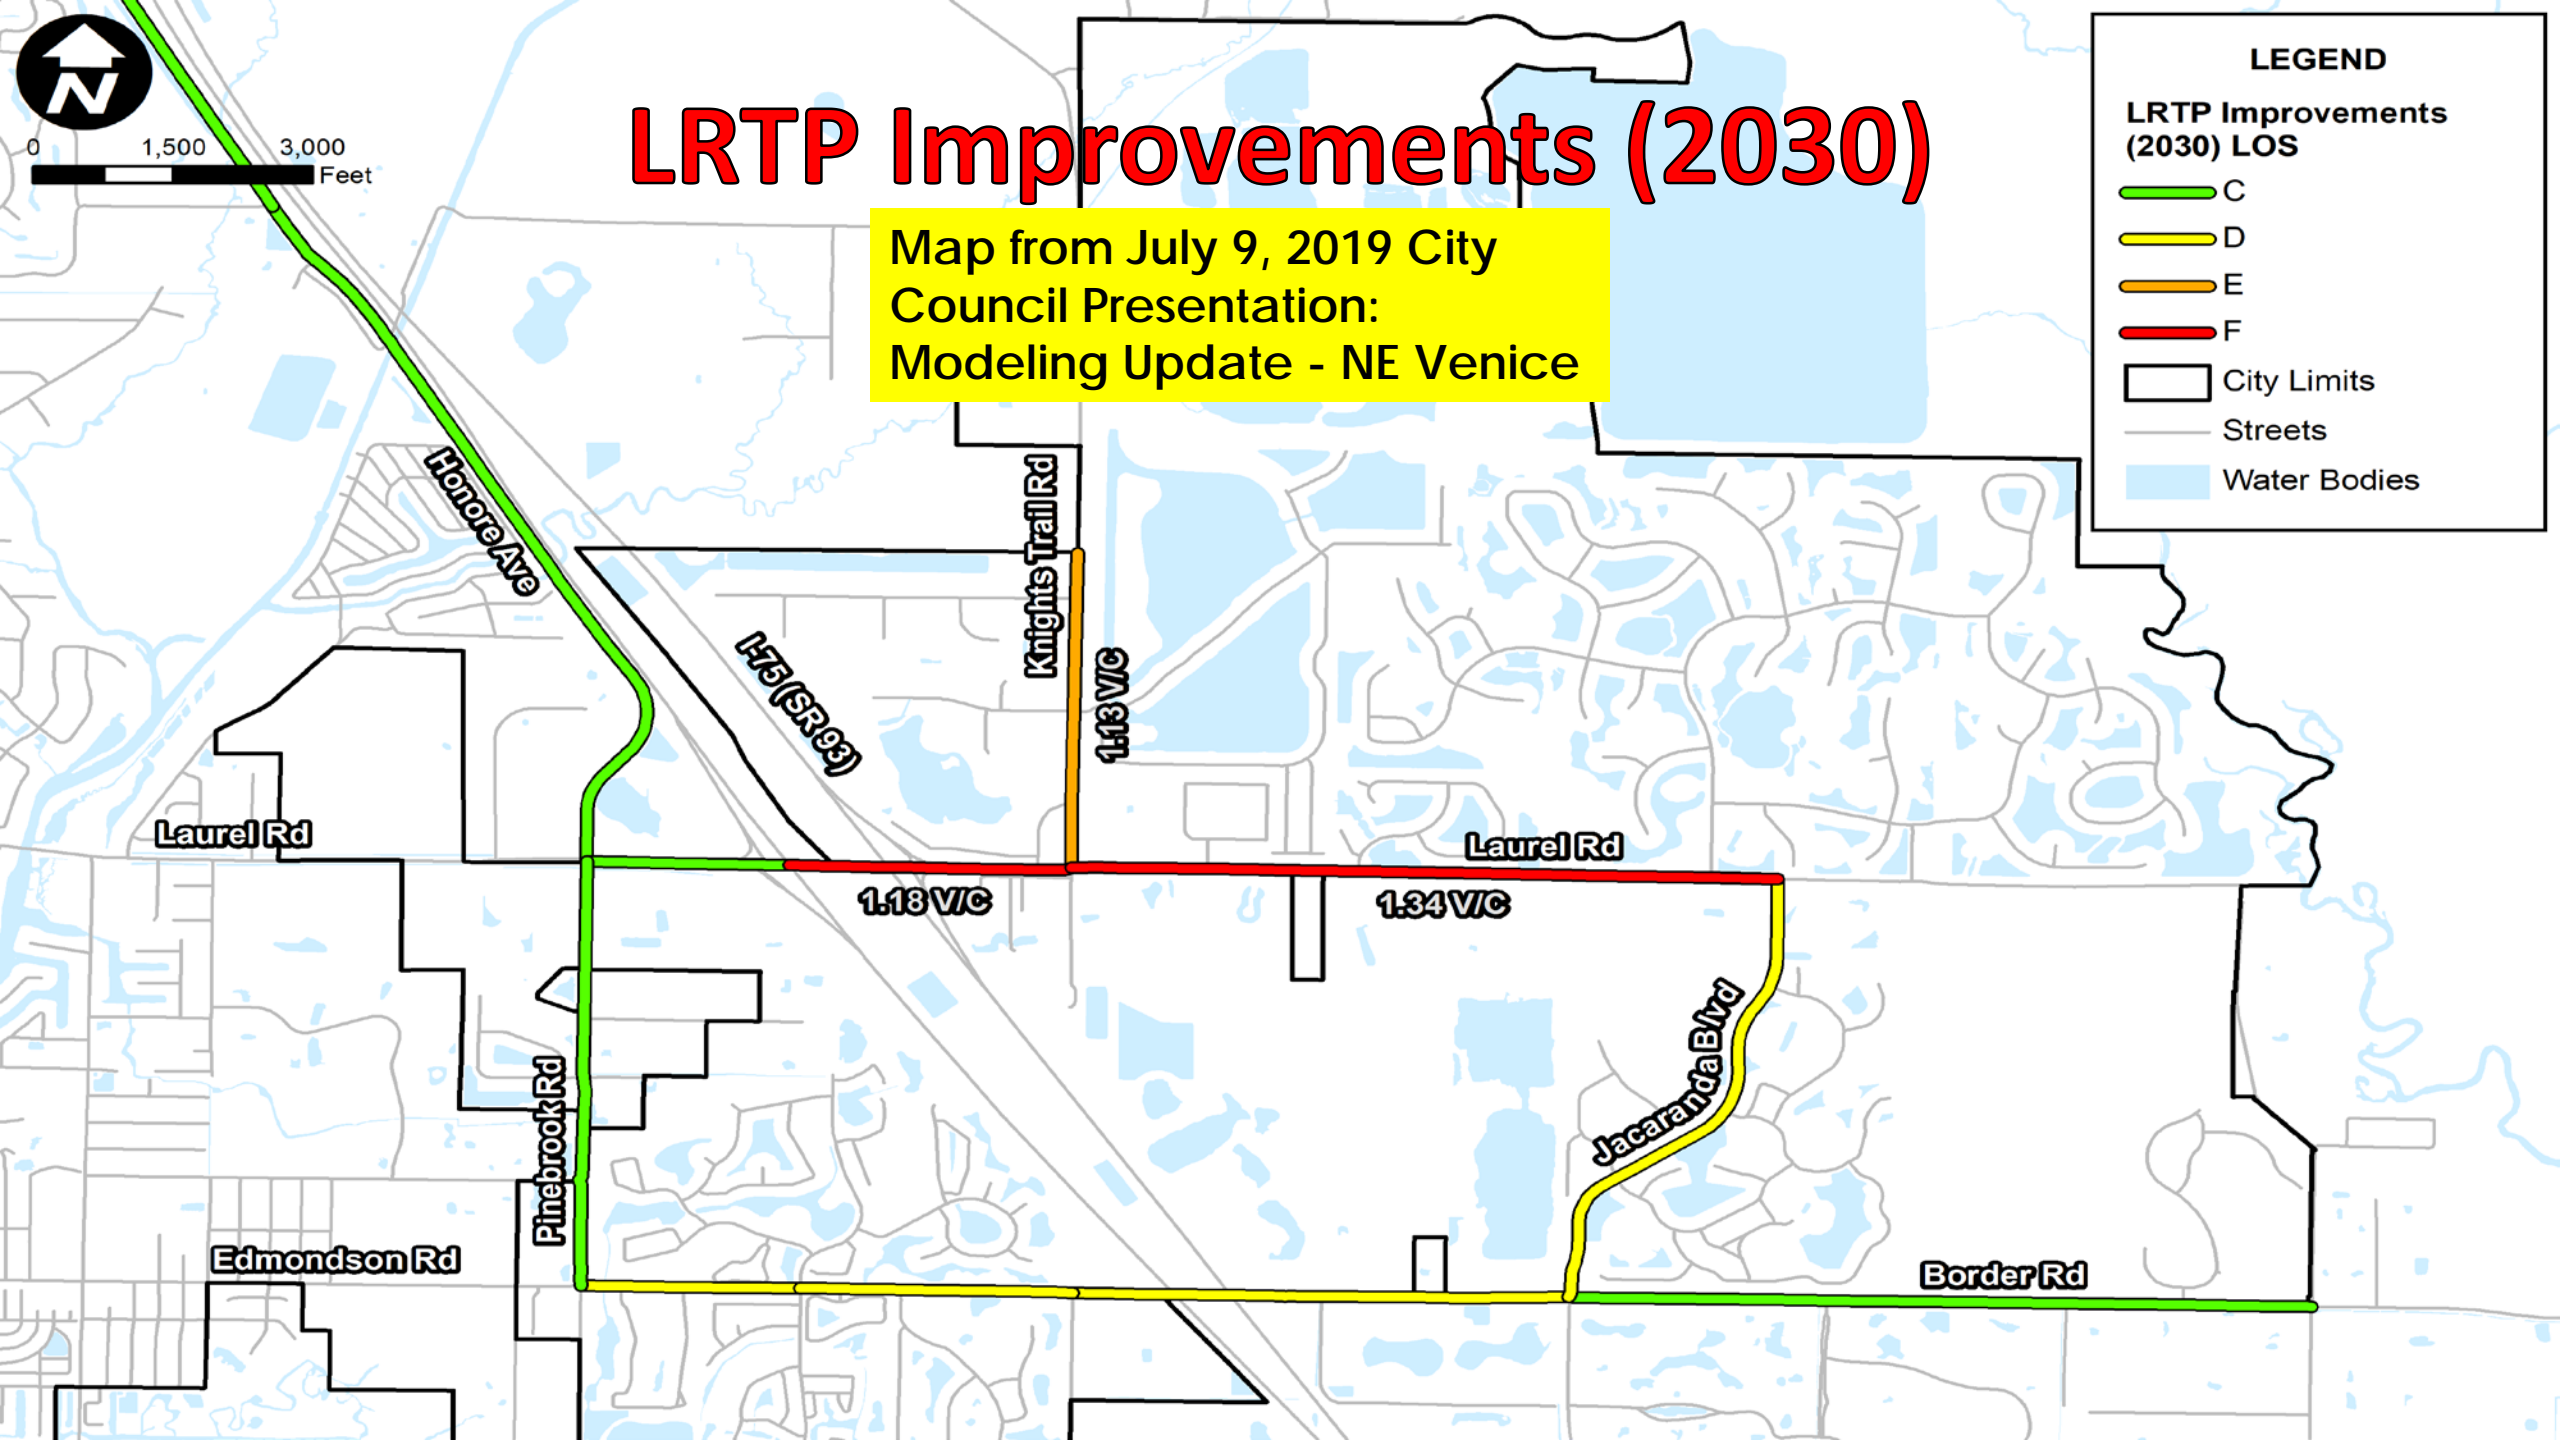 N
0 1,500 3,000
Feet
LRTP Improvements (2030)
Map from July 9, 2019 City
Council Presentation:
Modeling Update - NE Venice
LEGEND
LRTP Improvements
(2030) LOS
C
D
E
F
City Limits
Streets
Water Bodies
Honore Ave
Knights Trail Rd
I-75 (SR 93)
1.13 V/C
Laurel Rd
Laurel Rd
1.18 V/C
1.34 V/C
Jacaranda Blvd
Pinebrook Rd
Edmondson Rd
Border Rd